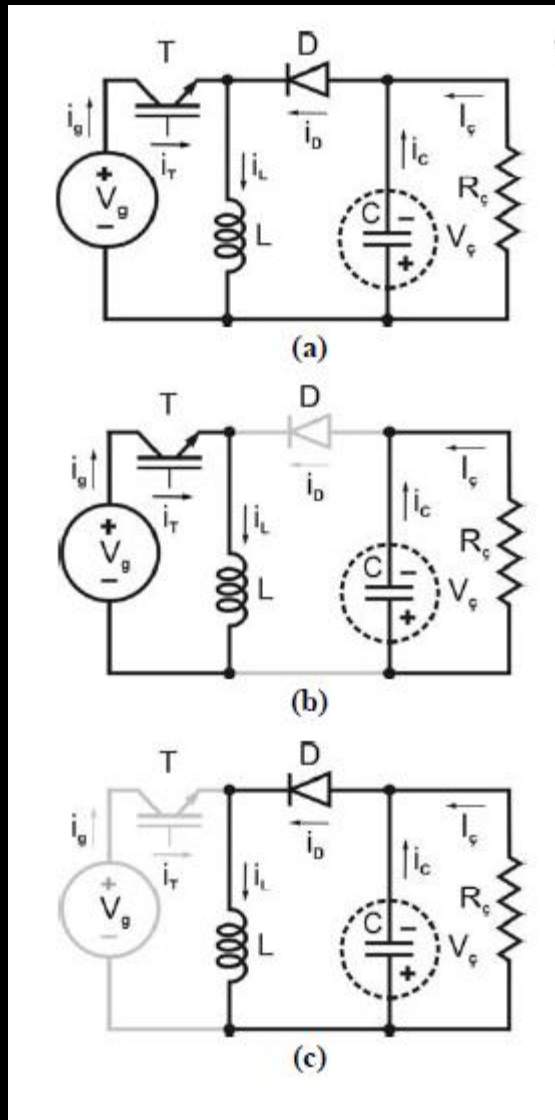 T D
i_g i_T i_L i_D i_C I_ç
+ V_g − L C − + V_ç R_ç
(a)
T D
i_g i_T i_L i_D i_C I_ç
+ V_g − L C − + V_ç R_ç
(b)
T D
i_g i_T i_L i_D i_C I_ç
+ V_g − L C − + V_ç R_ç
(c)